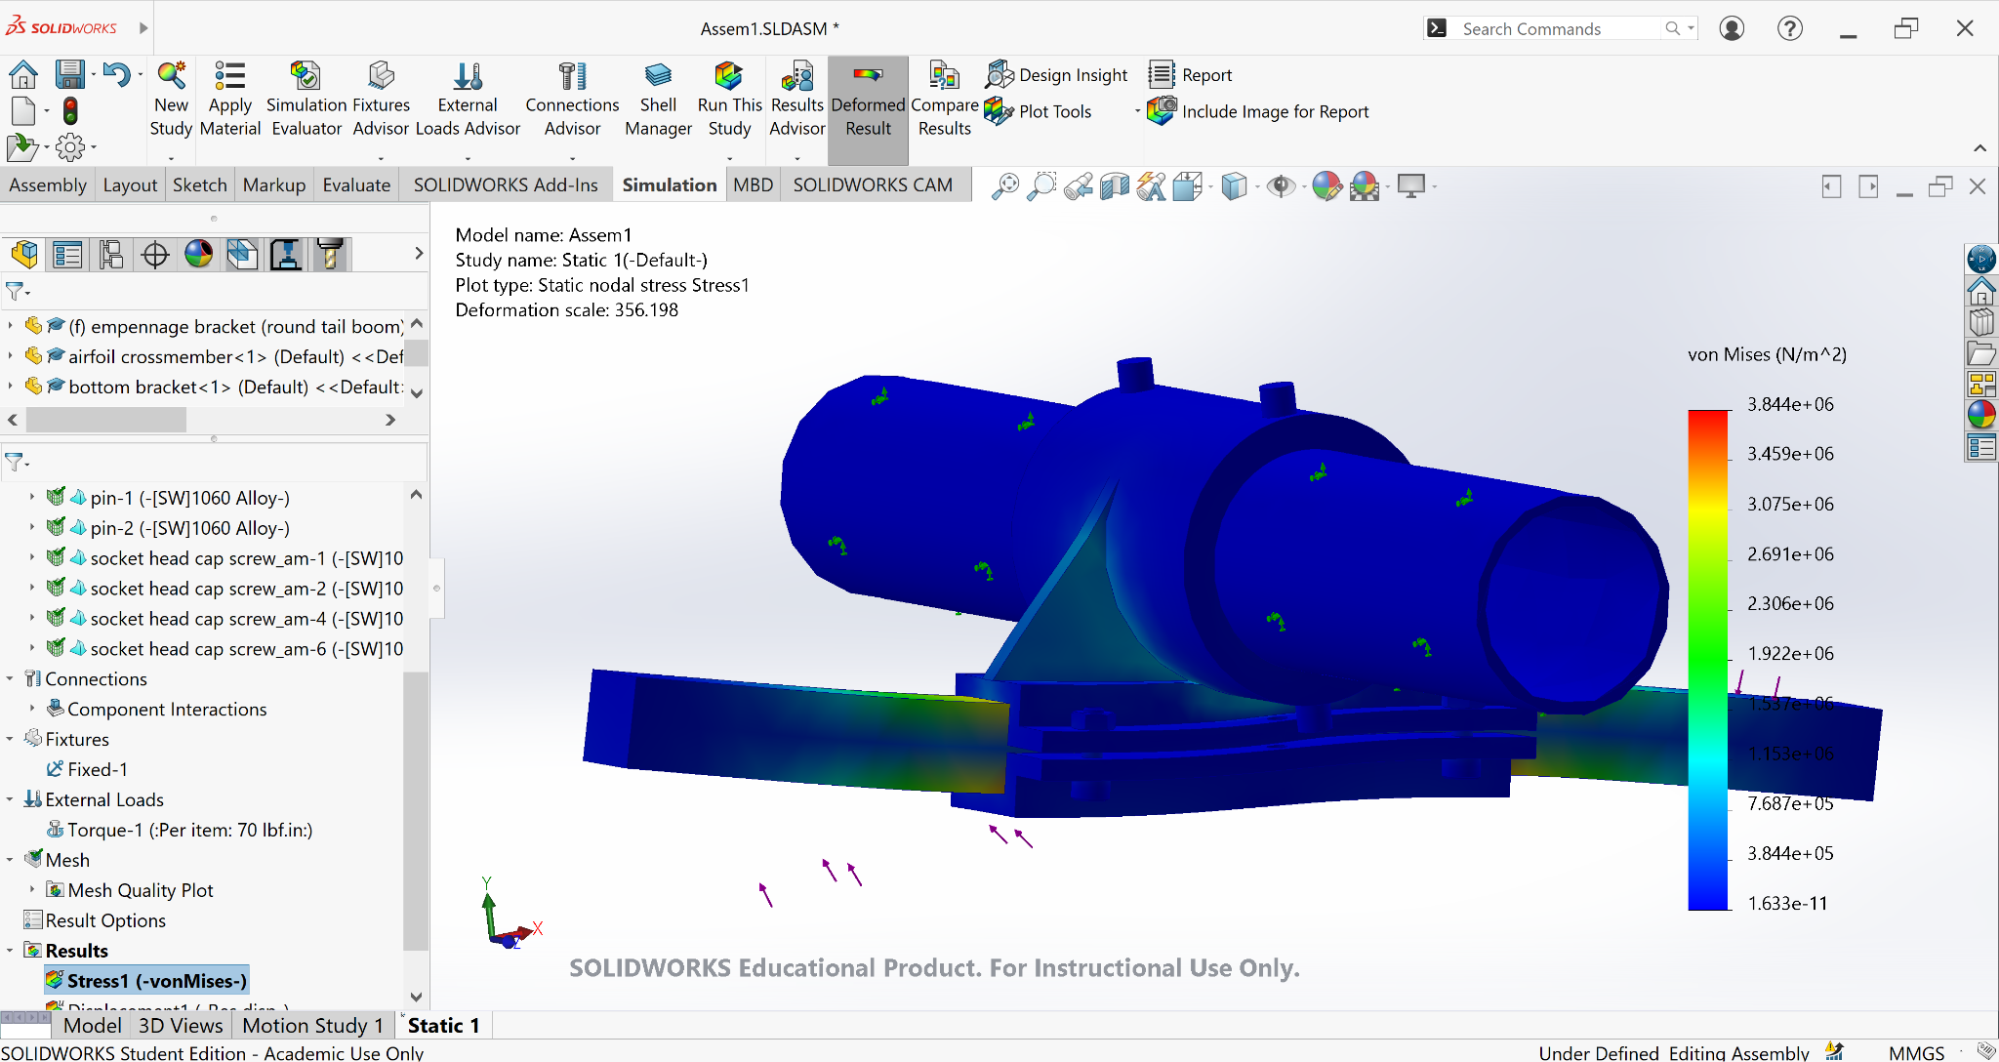 SOLIDWORKS
Assem1.SLDASM *
Search Commands
New Study
Apply Material
Simulation Evaluator
Fixtures Advisor
External Loads Advisor
Connections Advisor
Shell Manager
Run This Study
Results Advisor
Deformed Result
Compare Results
Design Insight
Plot Tools
Report
Include Image for Report
Assembly
Layout
Sketch
Markup
Evaluate
SOLIDWORKS Add-Ins
Simulation
MBD
SOLIDWORKS CAM
(f) empennage bracket (round tail boom)
airfoil crossmember<1> (Default) <<Def
bottom bracket<1> (Default) <<Default
pin-1 (-[SW]1060 Alloy-)
pin-2 (-[SW]1060 Alloy-)
socket head cap screw_am-1 (-[SW]10
socket head cap screw_am-2 (-[SW]10
socket head cap screw_am-4 (-[SW]10
socket head cap screw_am-6 (-[SW]10
Connections
Component Interactions
Fixtures
Fixed-1
External Loads
Torque-1 (:Per item: 70 lbf.in:)
Mesh
Mesh Quality Plot
Result Options
Results
Stress1 (-vonMises-)
Model name: Assem1
Study name: Static 1(-Default-)
Plot type: Static nodal stress Stress1
Deformation scale: 356.198
von Mises (N/m^2)
3.844e+06
3.459e+06
3.075e+06
2.691e+06
2.306e+06
1.922e+06
1.537e+06
1.153e+06
7.687e+05
3.844e+05
1.633e-11
Y
X
Z
SOLIDWORKS Educational Product. For Instructional Use Only.
Model
3D Views
Motion Study 1
Static 1
SOLIDWORKS Student Edition - Academic Use Only
Under Defined
Editing Assembly
MMGS